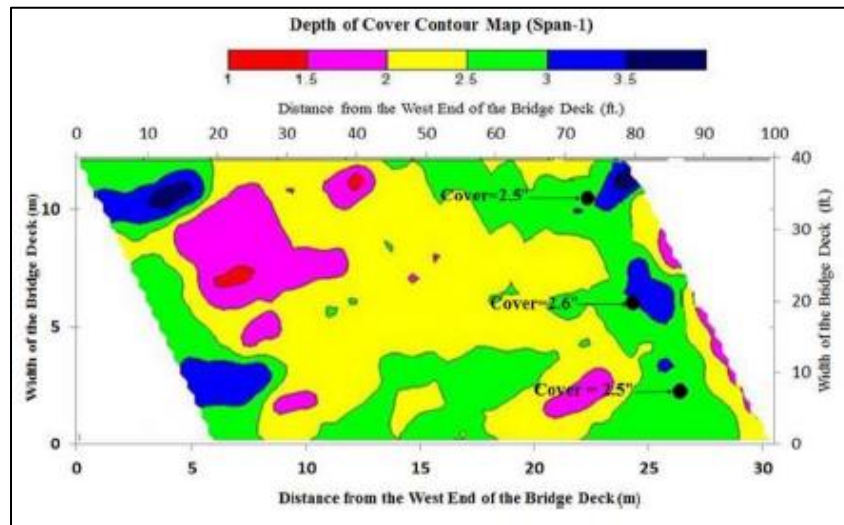 Depth of Cover Contour Map (Span-1)
1 1.5 2 2.5 3 3.5
Distance from the West End of the Bridge Deck (ft.)
0 10 20 30 40 50 60 70 80 90 100
Width of the Bridge Deck (m)
10
5
0
Cover=2.5"
Cover=2.6"
Cover = 2.5"
40
30
20
10
0
Width of the Bridge Deck (ft.)
0 5 10 15 20 25 30
Distance from the West End of the Bridge Deck (m)